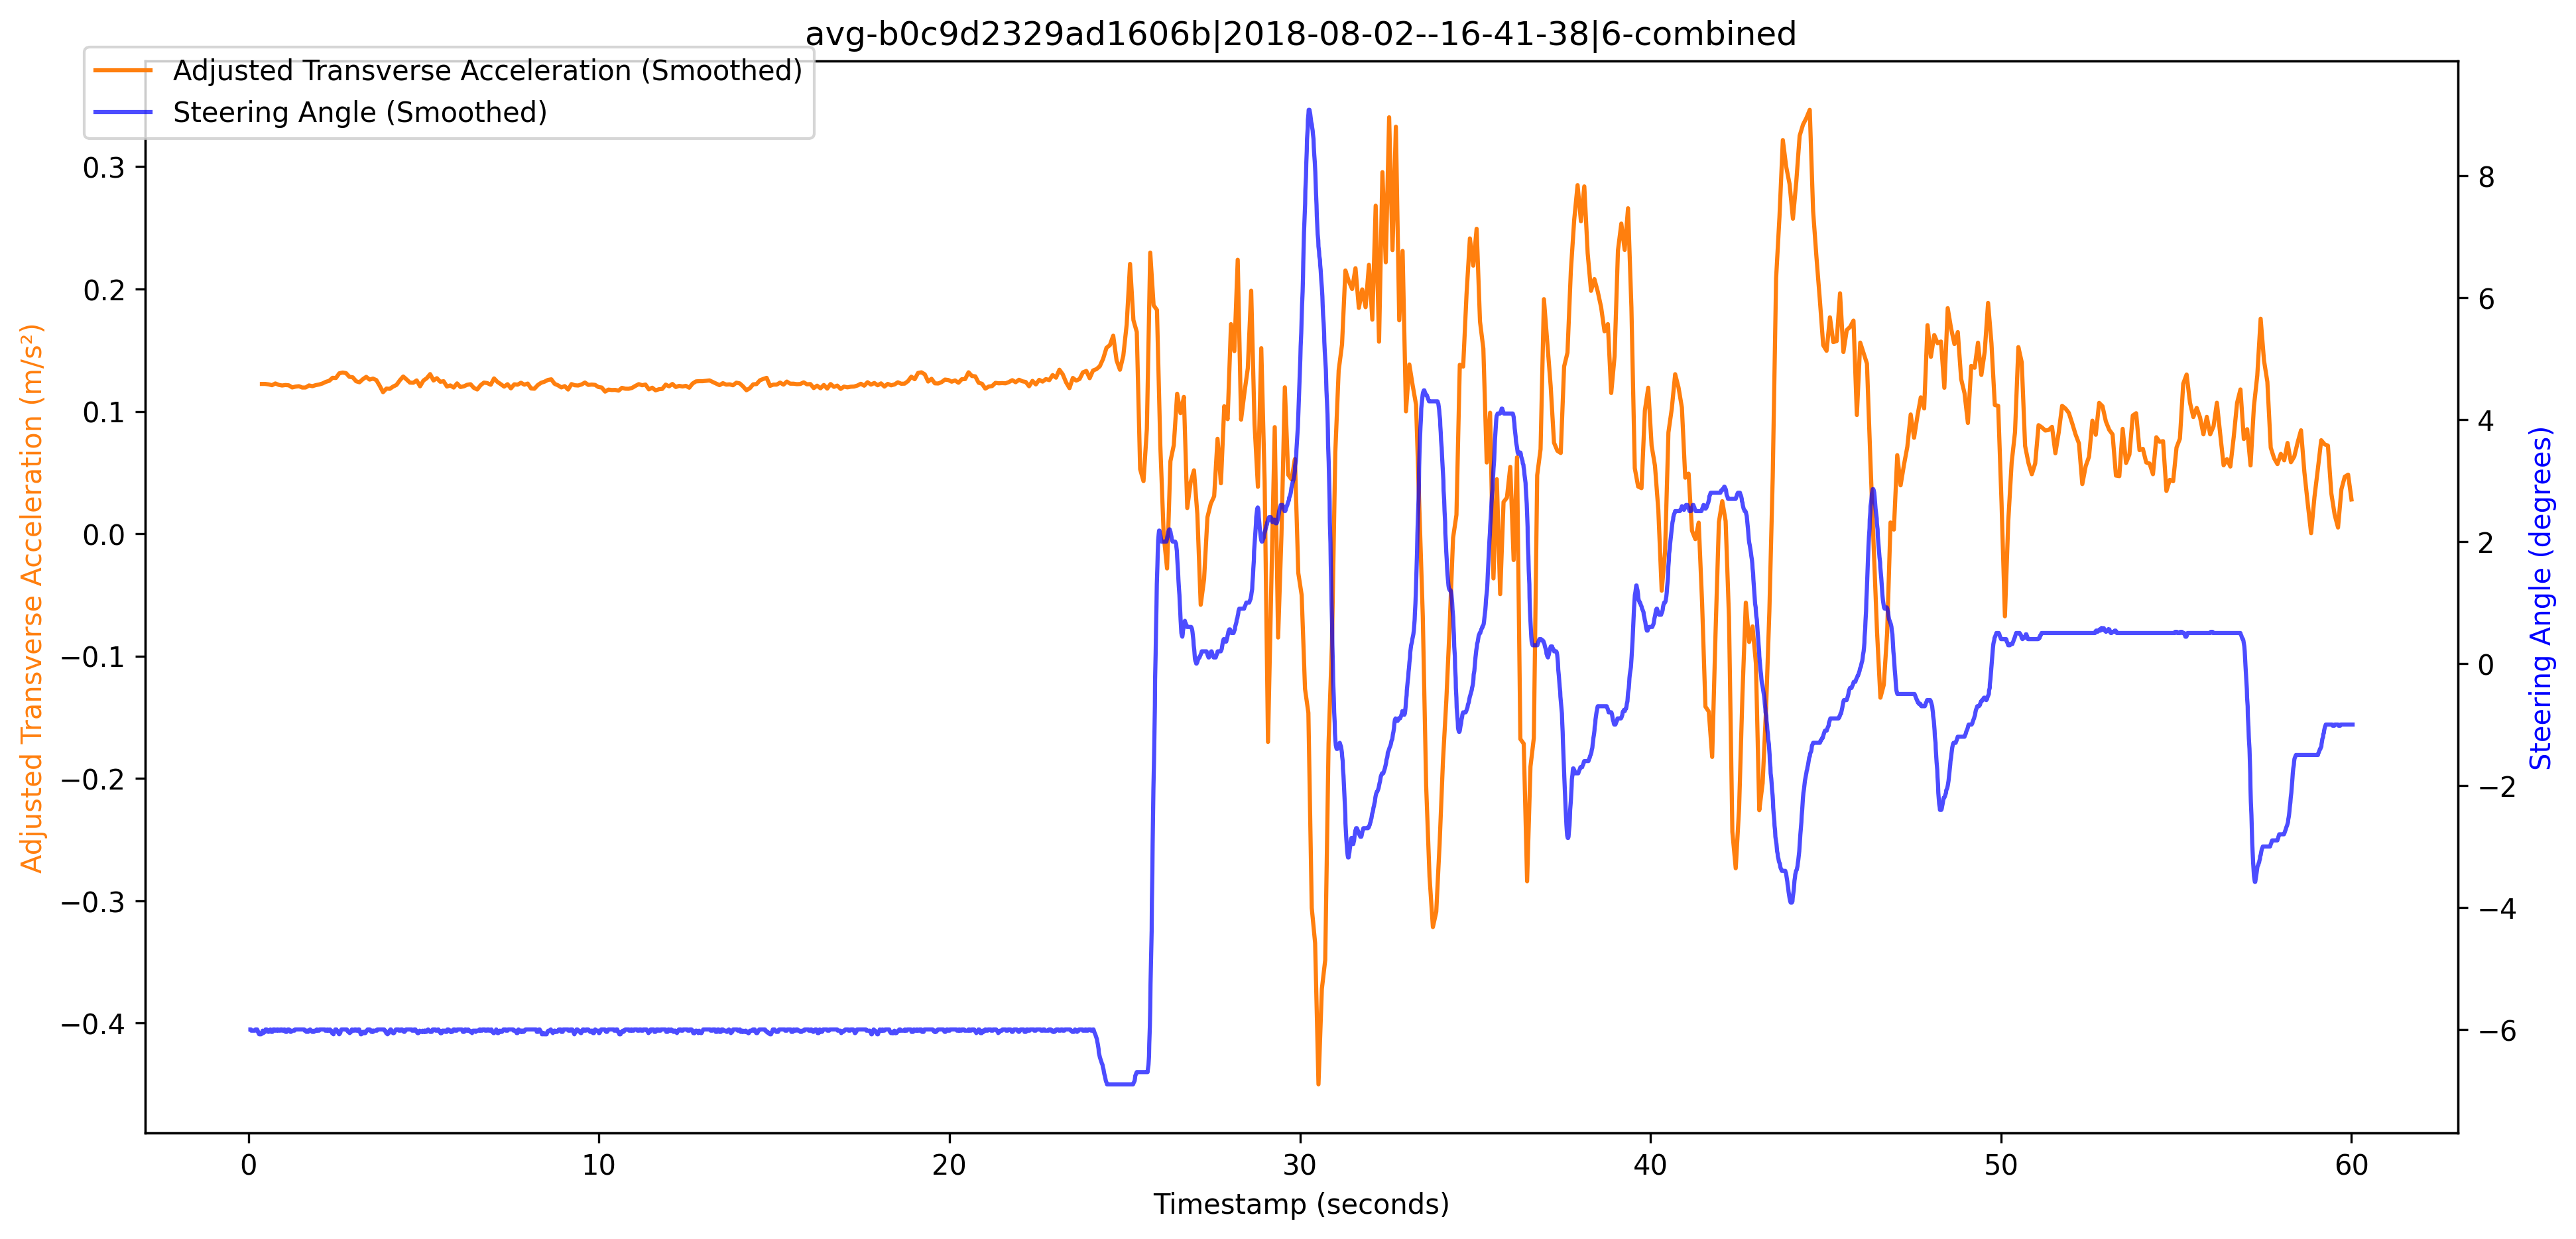 avg-b0c9d2329ad1606b|2018-08-02--16-41-38|6-combined
Adjusted Transverse Acceleration (Smoothed)
Steering Angle (Smoothed)
Adjusted Transverse Acceleration (m/s²)
0.3
0.2
0.1
0.0
−0.1
−0.2
−0.3
−0.4
8
6
4
2
0
−2
−4
−6
Steering Angle (degrees)
0 10 20 30 40 50 60
Timestamp (seconds)